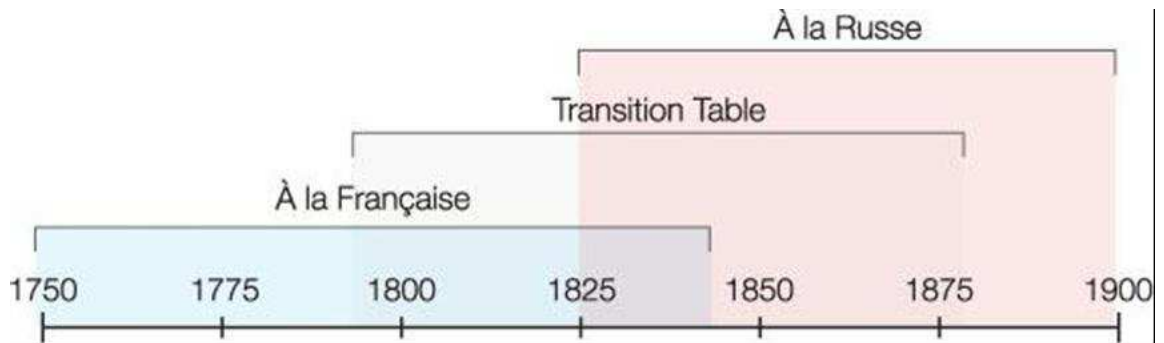 À la Russe
Transition Table
À la Française
1750 1775 1800 1825 1850 1875 1900